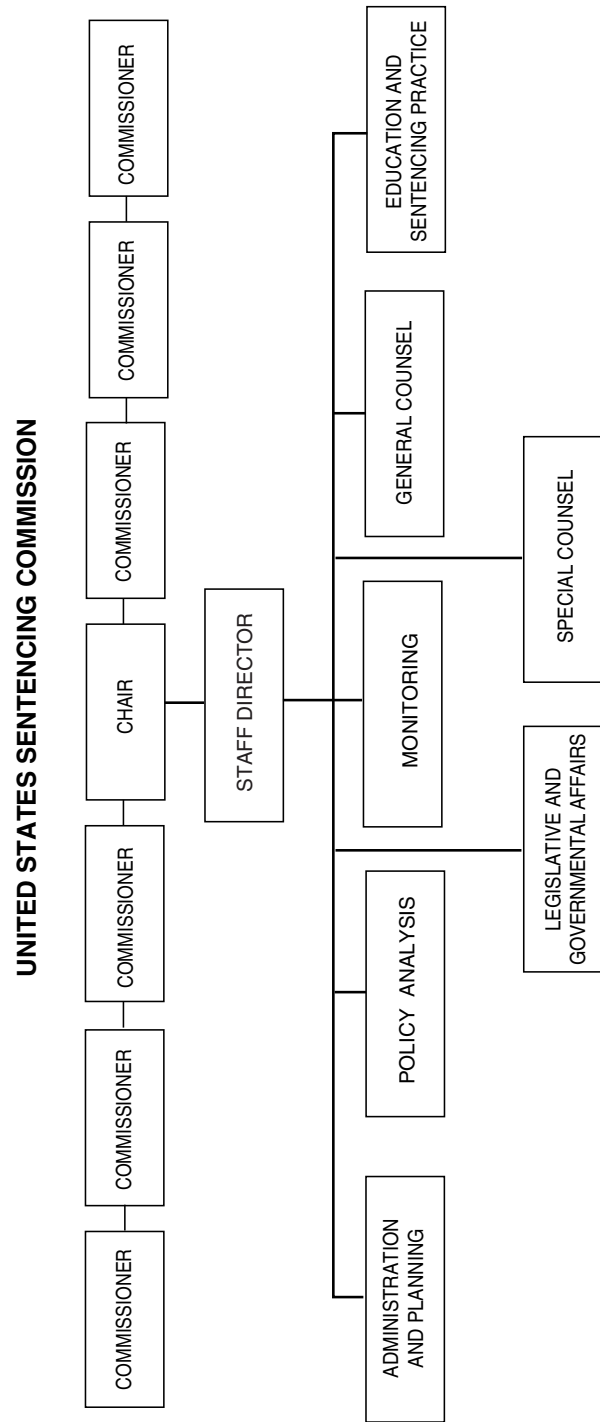 UNITED STATES SENTENCING COMMISSION
COMMISSIONER
COMMISSIONER
COMMISSIONER
CHAIR
COMMISSIONER
COMMISSIONER
COMMISSIONER
STAFF DIRECTOR
ADMINISTRATION
AND PLANNING
POLICY ANALYSIS
MONITORING
GENERAL COUNSEL
EDUCATION AND
SENTENCING PRACTICE
LEGISLATIVE AND
GOVERNMENTAL AFFAIRS
SPECIAL COUNSEL